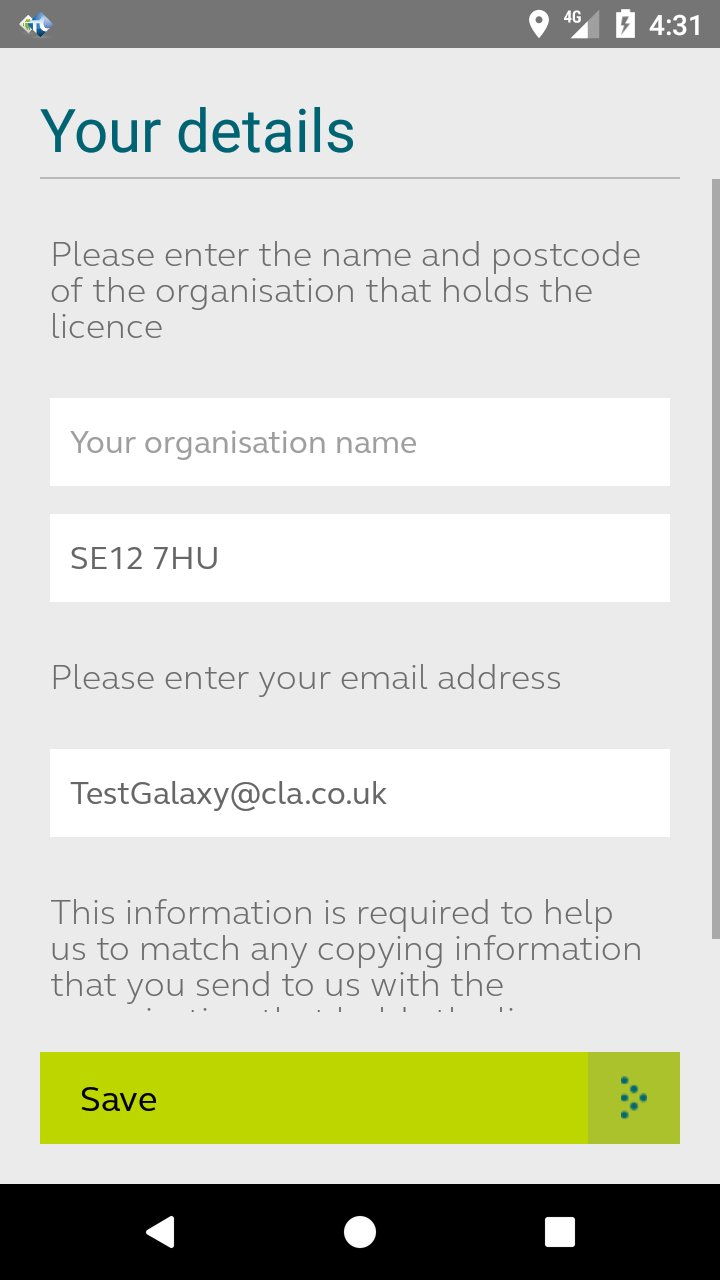 4G 4:31
Your details
Please enter the name and postcode
of the organisation that holds the
licence
Your organisation name
SE12 7HU
Please enter your email address
TestGalaxy@cla.co.uk
This information is required to help
us to match any copying information
that you send to us with the
Save